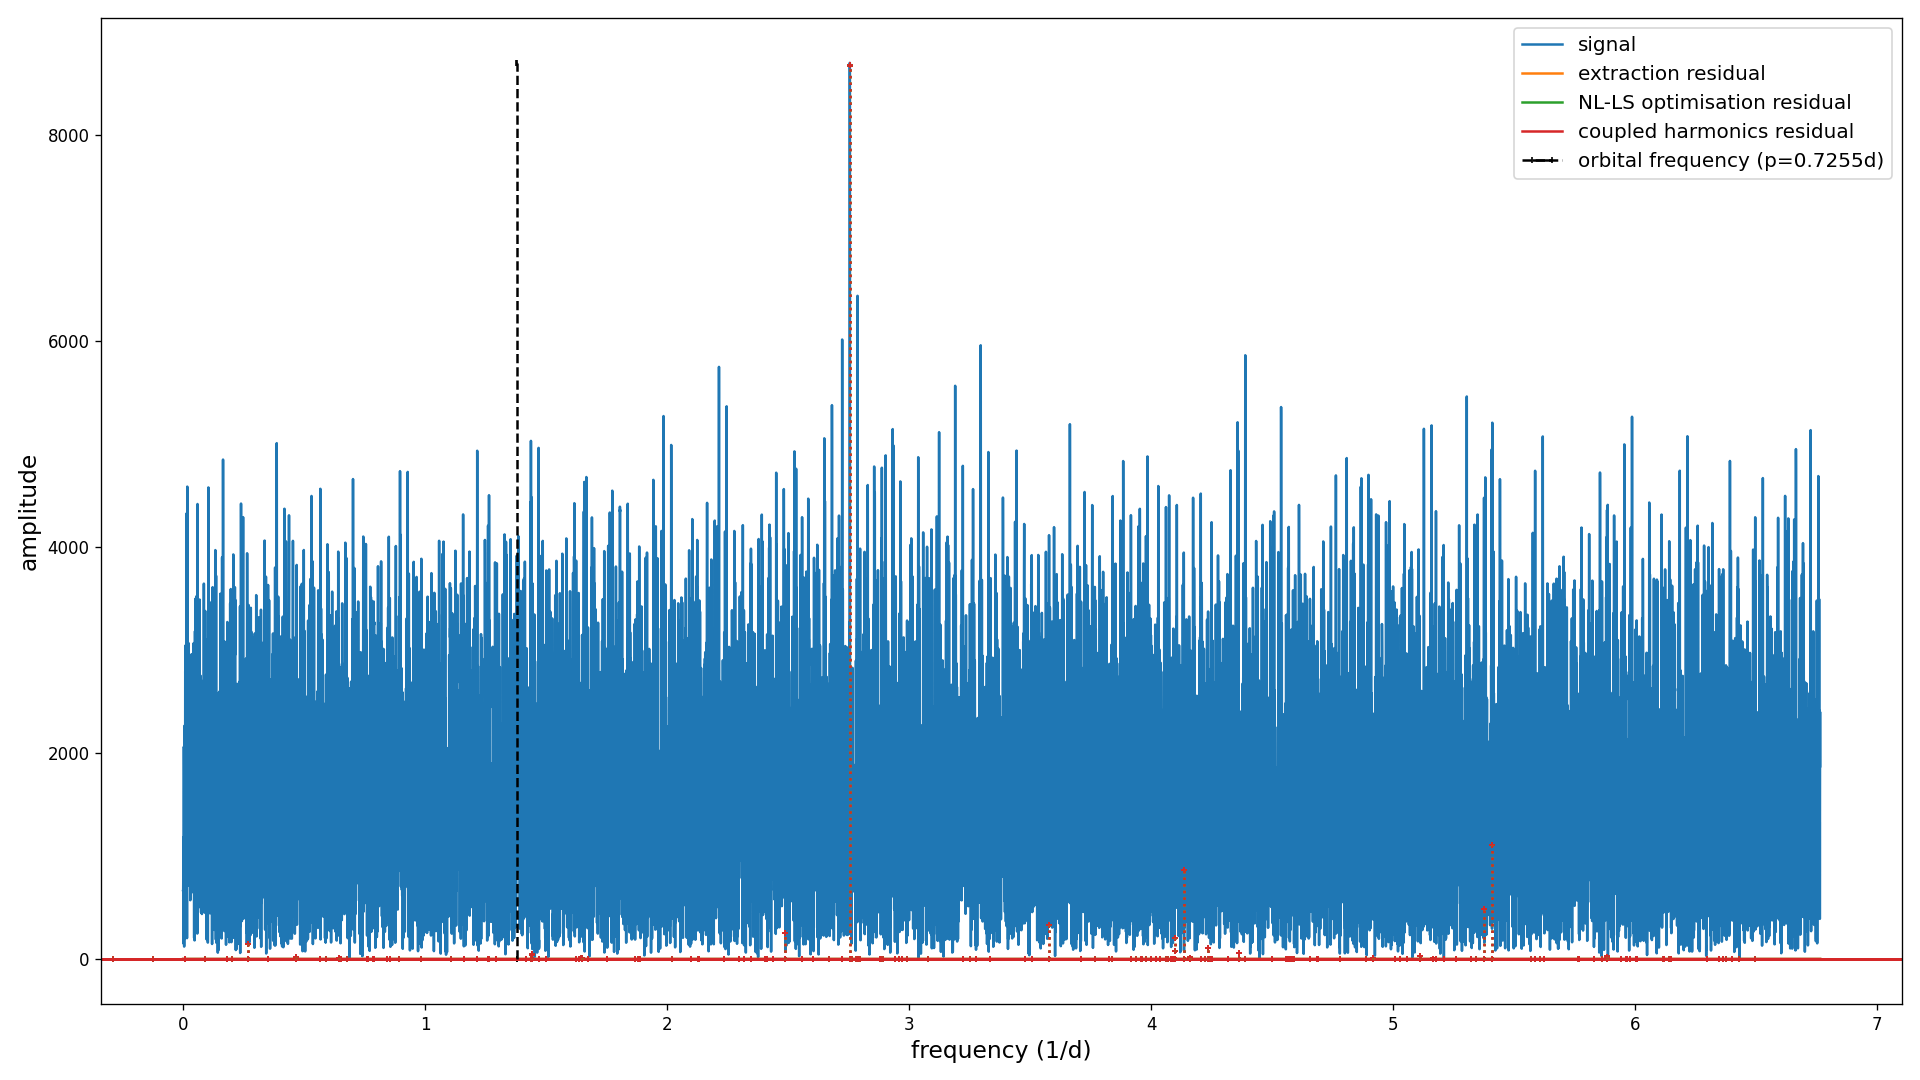 signal
extraction residual
NL-LS optimisation residual
coupled harmonics residual
orbital frequency (p=0.7255d)
8000
6000
4000
2000
0
amplitude
0 1 2 3 4 5 6 7
frequency (1/d)